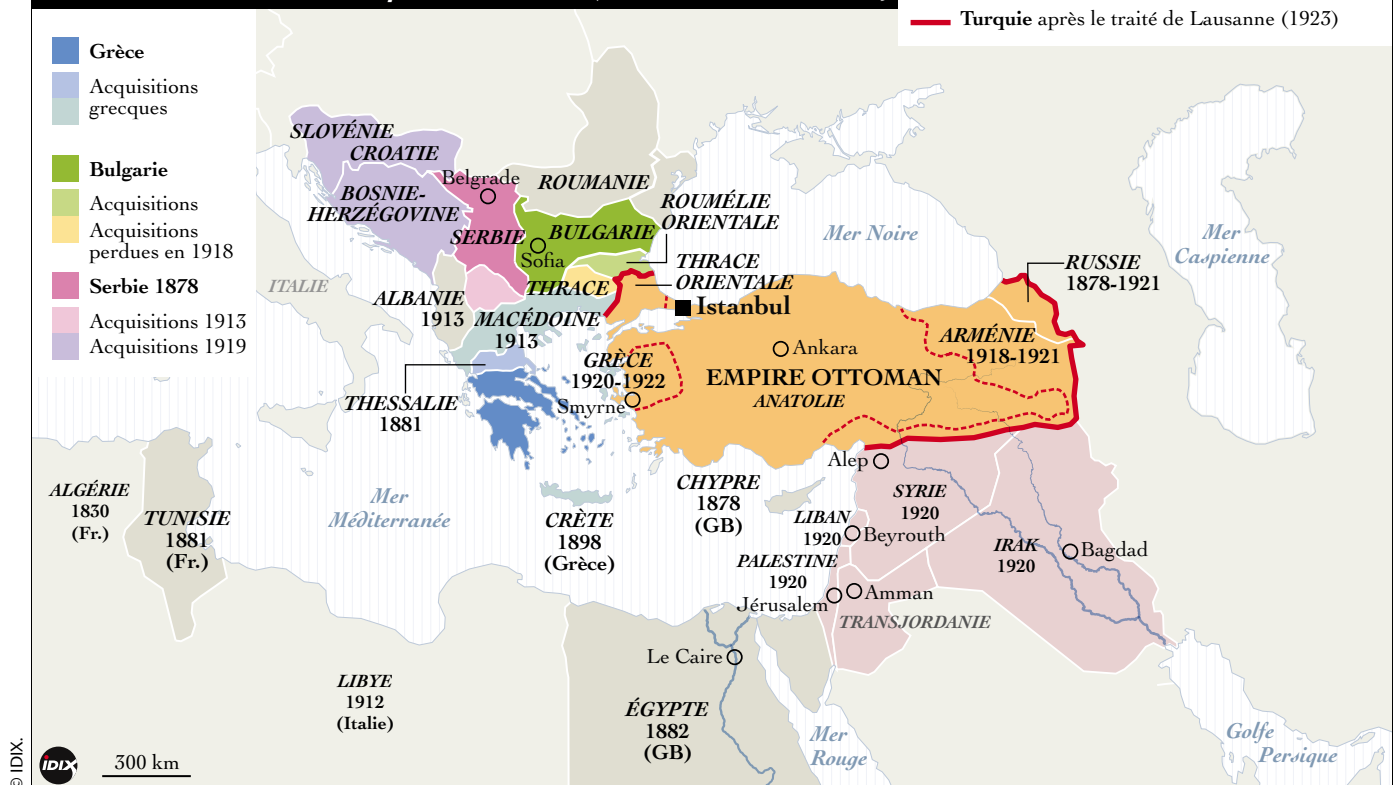 Turquie après le traité de Lausanne (1923)
Grèce
Acquisitions
grecques
Bulgarie
Acquisitions
Acquisitions
perdues en 1918
Serbie 1878
Acquisitions 1913
Acquisitions 1919
SLOVÉNIE
CROATIE
BOSNIE-
HERZÉGOVINE
Belgrade
SERBIE
ROUMANIE
BULGARIE
Sofia
ROUMÉLIE
ORIENTALE
THRACE
ORIENTALE
THRACE
Istanbul
Mer Noire
Mer
Caspienne
RUSSIE
1878-1921
ITALIE
ALBANIE
1913
MACÉDOINE
1913
GRÈCE
1920-1922
Smyrne
Ankara
EMPIRE OTTOMAN
ANATOLIE
ARMÉNIE
1918-1921
THESSALIE
1881
ALGÉRIE
1830
(Fr.)
TUNISIE
1881
(Fr.)
Mer
Méditerranée
CRÈTE
1898
(Grèce)
CHYPRE
1878
(GB)
Alep
SYRIE
1920
LIBAN
1920
Beyrouth
PALESTINE
1920
Jérusalem
Amman
TRANSJORDANIE
IRAK
1920
Bagdad
Le Caire
LIBYE
1912
(Italie)
ÉGYPTE
1882
(GB)
Mer
Rouge
Golfe
Persique
300 km
IDIX
© IDIX.